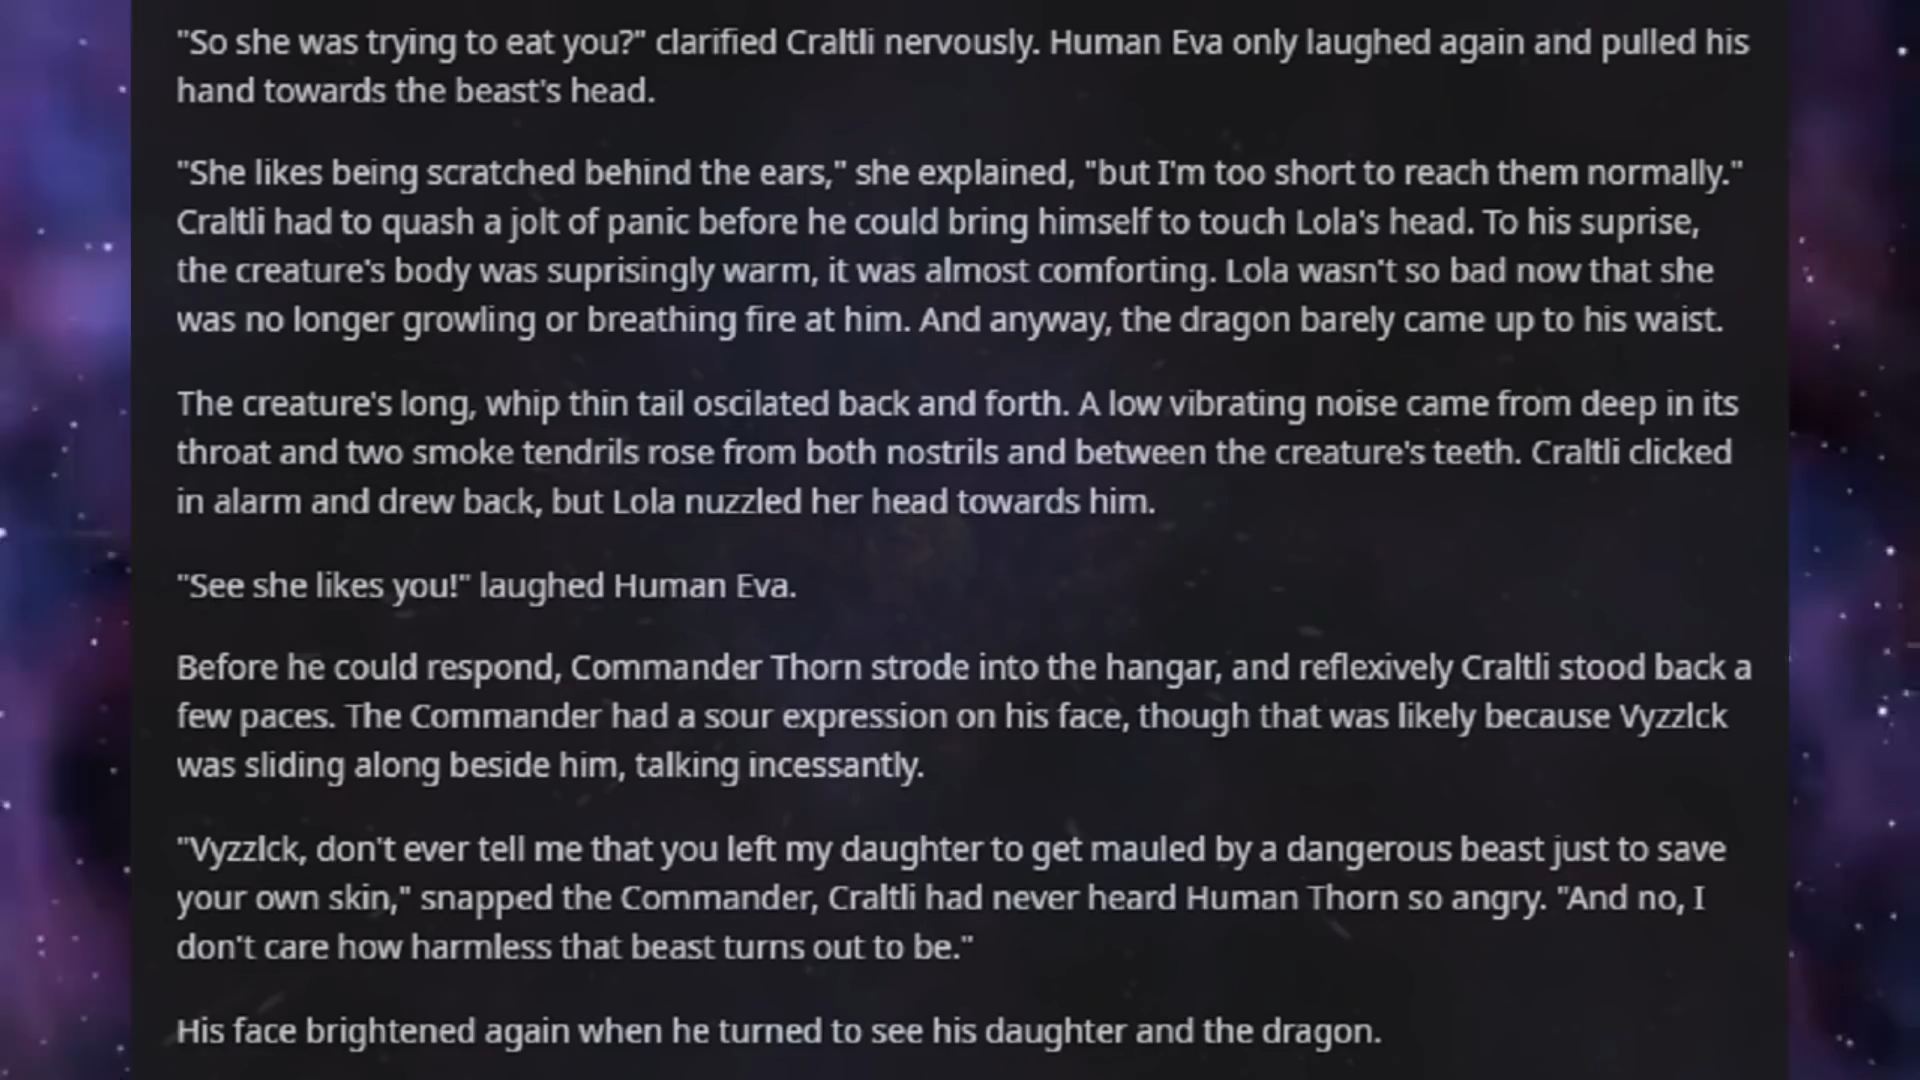 "So she was trying to eat you?" clarified Craltli nervously. Human Eva only laughed again and pulled his
hand towards the beast's head.
"She likes being scratched behind the ears," she explained, "but I'm too short to reach them normally."
Craltli had to quash a jolt of panic before he could bring himself to touch Lola's head. To his suprise,
the creature's body was suprisingly warm, it was almost comforting. Lola wasn't so bad now that she
was no longer growling or breathing fire at him. And anyway, the dragon barely came up to his waist.
The creature's long, whip thin tail oscilated back and forth. A low vibrating noise came from deep in its
throat and two smoke tendrils rose from both nostrils and between the creature's teeth. Craltli clicked
in alarm and drew back, but Lola nuzzled her head towards him.
"See she likes you!" laughed Human Eva.
Before he could respond, Commander Thorn strode into the hangar, and reflexively Craltli stood back a
few paces. The Commander had a sour expression on his face, though that was likely because Vyzzlck
was sliding along beside him, talking incessantly.
"Vyzzlck, don't ever tell me that you left my daughter to get mauled by a dangerous beast just to save
your own skin," snapped the Commander, Craltli had never heard Human Thorn so angry. "And no, I
don't care how harmless that beast turns out to be."
His face brightened again when he turned to see his daughter and the dragon.